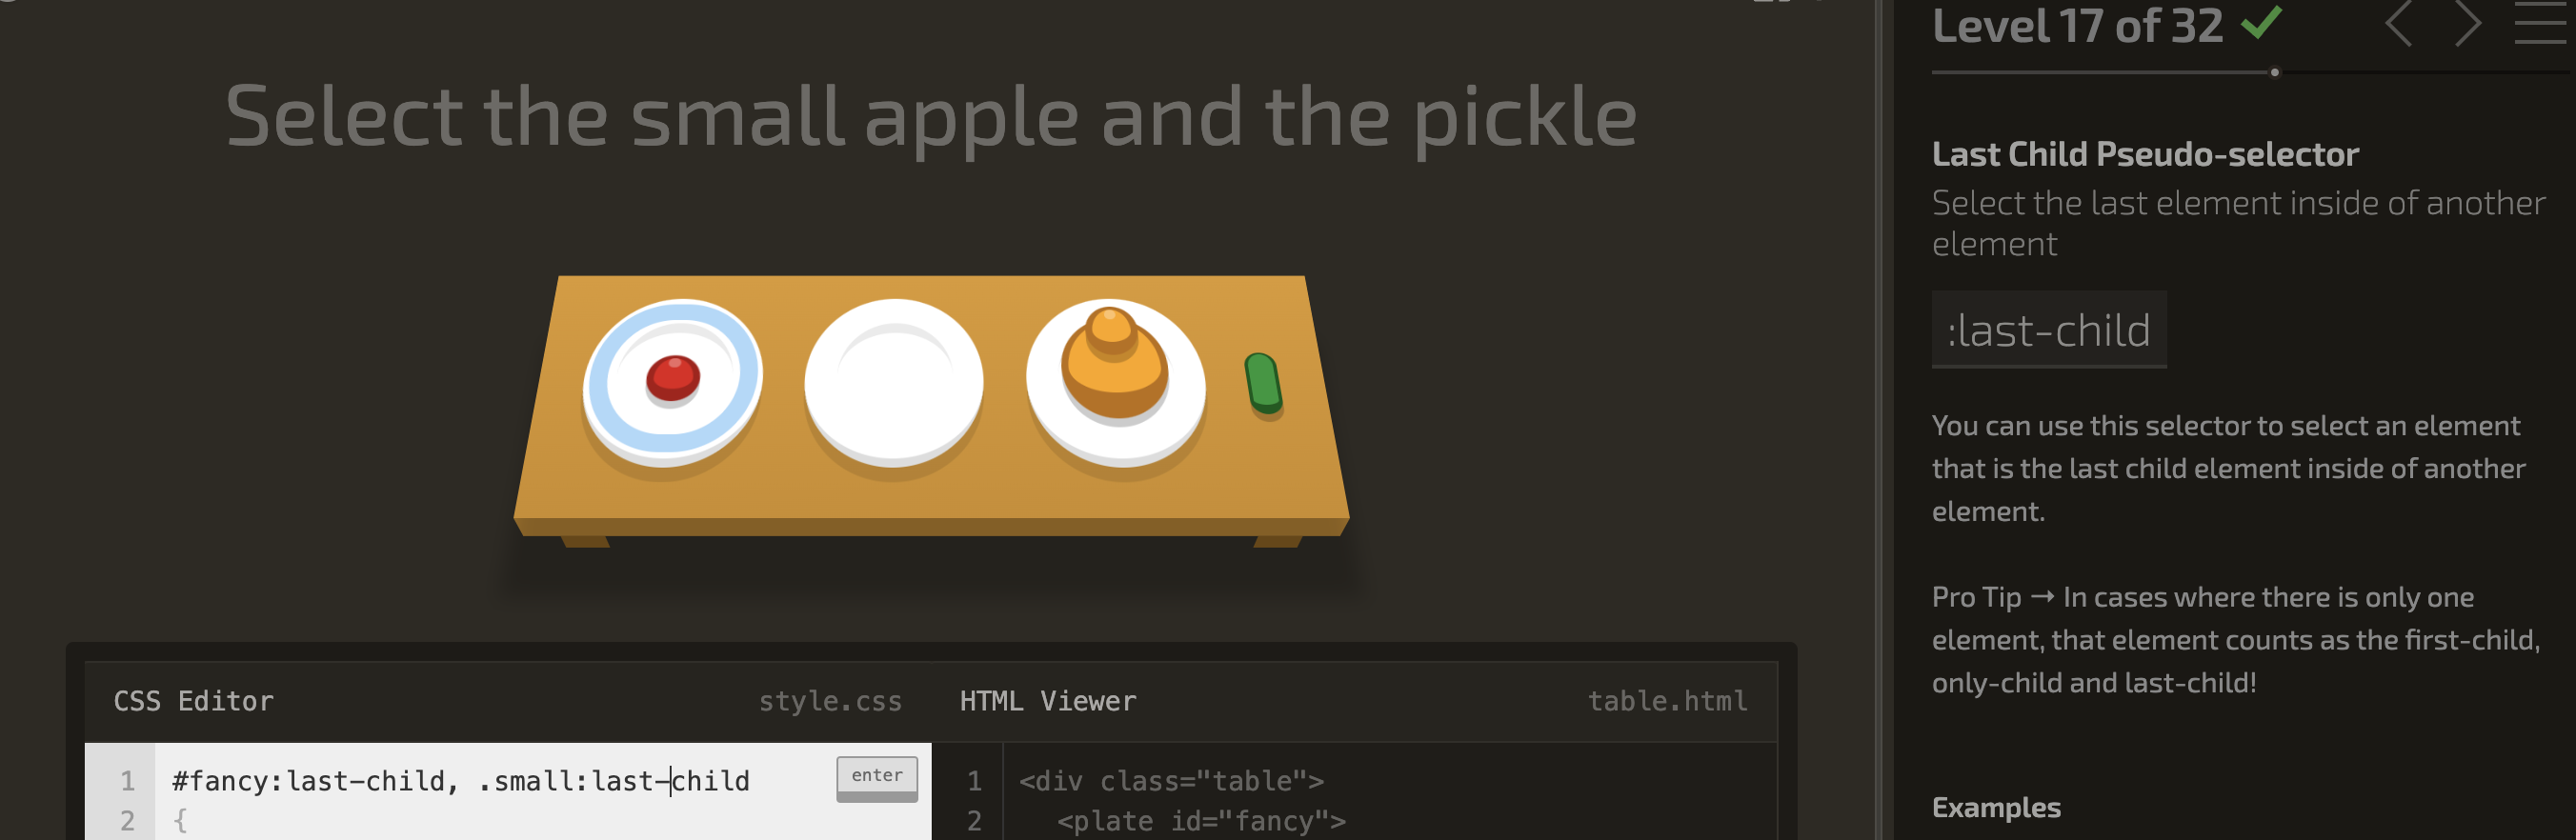 Level 17 of 32
Select the small apple and the pickle
Last Child Pseudo-selector
Select the last element inside of another
element
:last-child
You can use this selector to select an element
that is the last child element inside of another
element.
Pro Tip → In cases where there is only one
element, that element counts as the first-child,
only-child and last-child!
Examples
CSS Editor style.css
HTML Viewer table.html
1 #fancy:last-child, .small:last-child enter
2 {
1 <div class="table">
2 <plate id="fancy">